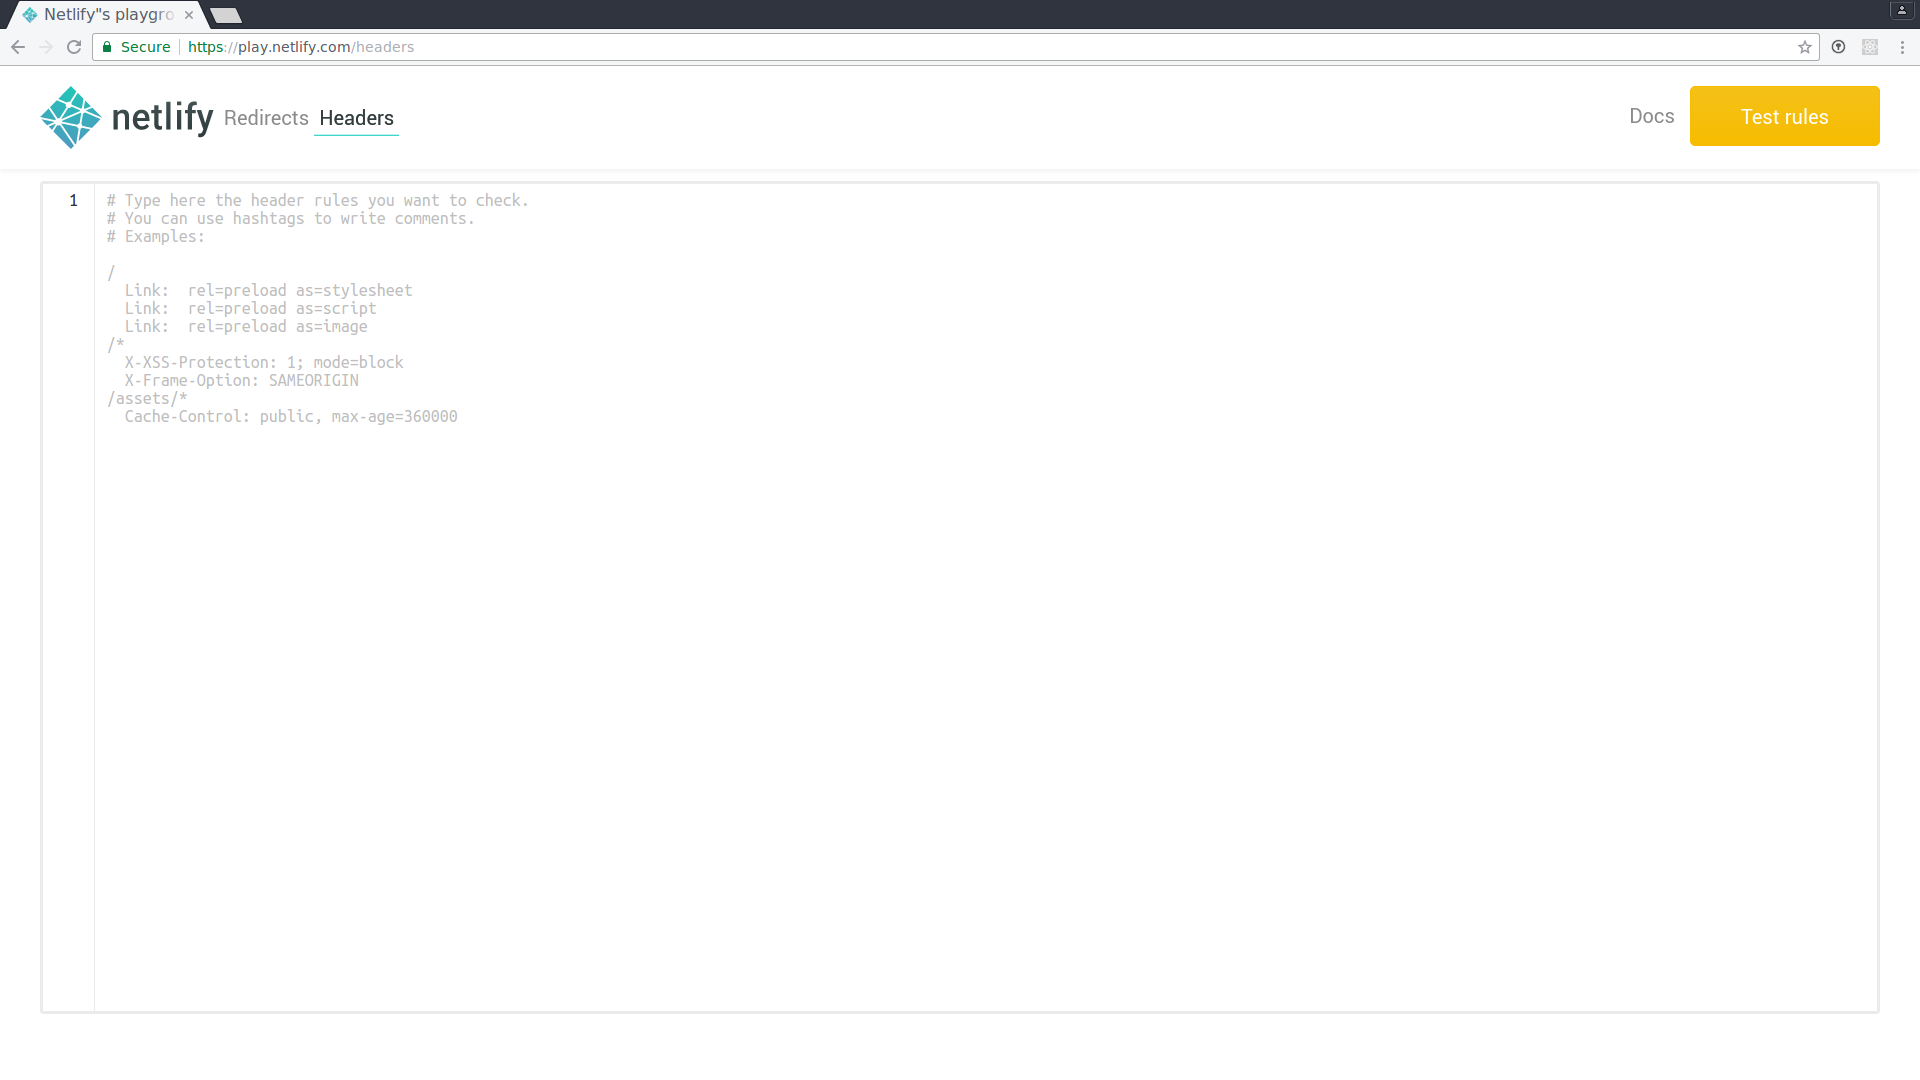 Netlify"s playgro
Secure https://play.netlify.com/headers
netlify Redirects Headers Docs Test rules
1 # Type here the header rules you want to check.
# You can use hashtags to write comments.
# Examples:
/
Link:  rel=preload as=stylesheet
Link:  rel=preload as=script
Link:  rel=preload as=image
/*
X-XSS-Protection: 1; mode=block
X-Frame-Option: SAMEORIGIN
/assets/*
Cache-Control: public, max-age=360000